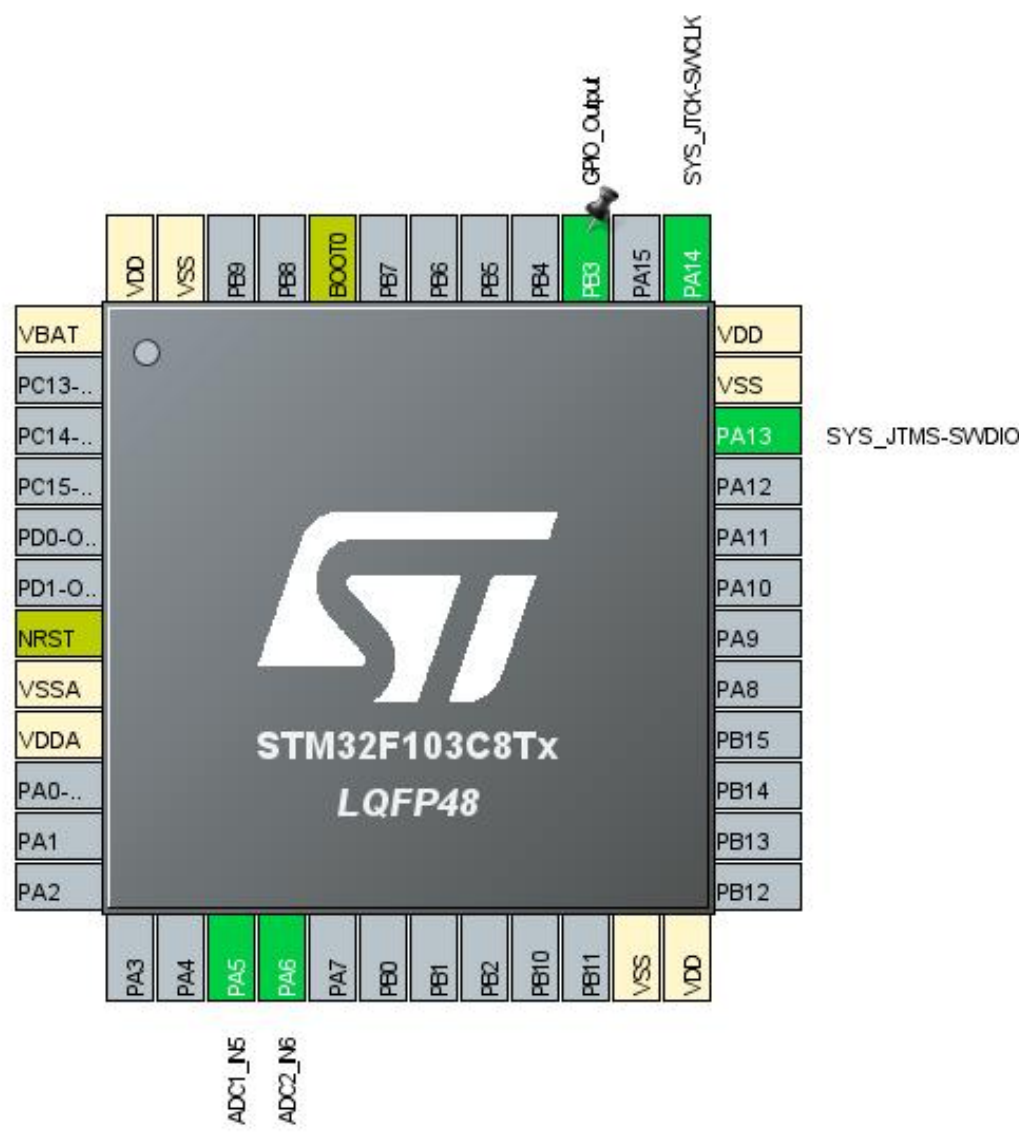 GPIO_Output
SYS_JTCK-SWCLK
VDD
VSS
PB9
PB8
BOOT0
PB7
PB6
PB5
PB4
PB3
PA15
PA14
VBAT
PC13-..
PC14-..
PC15-..
PD0-O..
PD1-O..
NRST
VSSA
VDDA
PA0-..
PA1
PA2
VDD
VSS
PA13
SYS_JTMS-SWDIO
PA12
PA11
PA10
PA9
PA8
PB15
PB14
PB13
PB12
ST
STM32F103C8Tx
LQFP48
PA3
PA4
PA5
PA6
PA7
PB0
PB1
PB2
PB10
PB11
VSS
VDD
ADC1_IN5
ADC2_IN6